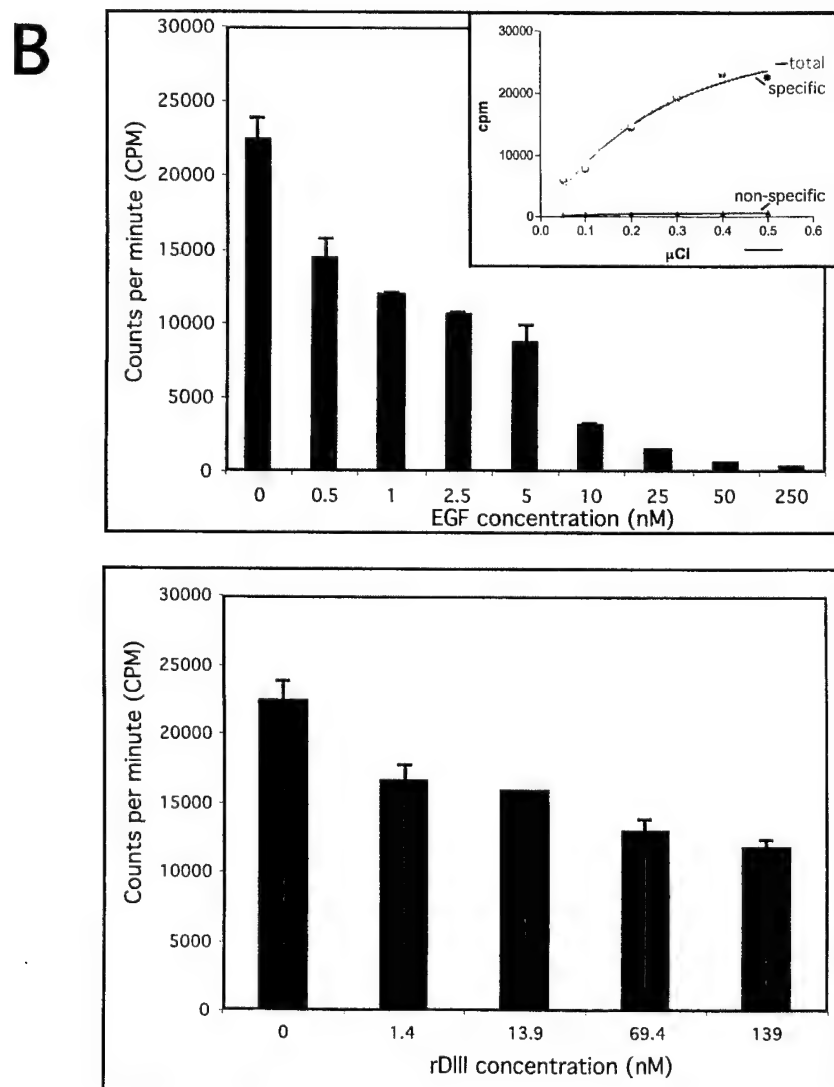 B
Counts per minute (CPM)
30000
25000
20000
15000
10000
5000
0
0 0.5 1 2.5 5 10 25 50 250
EGF concentration (nM)
cpm
30000
20000
10000
0
total
specific
non-specific
0.0 0.1 0.2 0.3 0.4 0.5 0.6
µCI
Counts per minute (CPM)
30000
25000
20000
15000
10000
5000
0
0 1.4 13.9 69.4 139
rDIII concentration (nM)